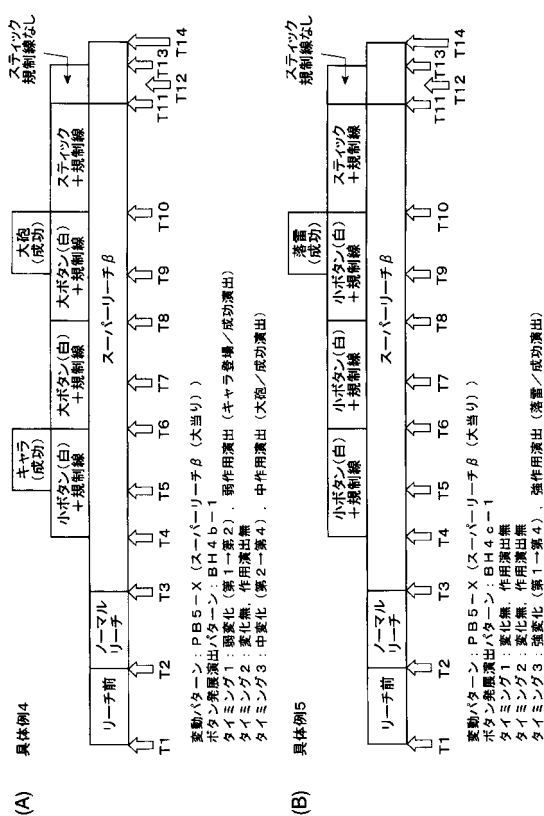 (A)
具体例4
キャラ
(成功)
大砲
(成功)
スティック
規制線なし
小ボタン(白)
+規制線
大ボタン(白)
+規制線
大ボタン(白)
+規制線
スティック
+規制線
リーチ前
ノーマル
リーチ
スーパーリーチβ
T1
T2
T3
T4
T5
T6
T7
T8
T9
T10
T11
T12
T13
T14
変動パターン:PB5-X(スーパーリーチβ(大当り))
ボタン発展演出パターン:BH4b-1
タイミング1:弱変化(第1→第2)、弱作用演出(キャラ登場/成功演出)
タイミング2:変化無、作用演出無
タイミング3:中変化(第2→第4)、中作用演出(大砲/成功演出)
(B)
具体例5
落雷
(成功)
スティック
規制線なし
小ボタン(白)
+規制線
小ボタン(白)
+規制線
小ボタン(白)
+規制線
スティック
+規制線
リーチ前
ノーマル
リーチ
スーパーリーチβ
T1
T2
T3
T4
T5
T6
T7
T8
T9
T10
T11
T12
T13
T14
変動パターン:PB5-X(スーパーリーチβ(大当り))
ボタン発展演出パターン:BH4c-1
タイミング1:変化無、作用演出無
タイミング2:変化無、作用演出無
タイミング3:強変化(第1→第4)、強作用演出(落雷/成功演出)